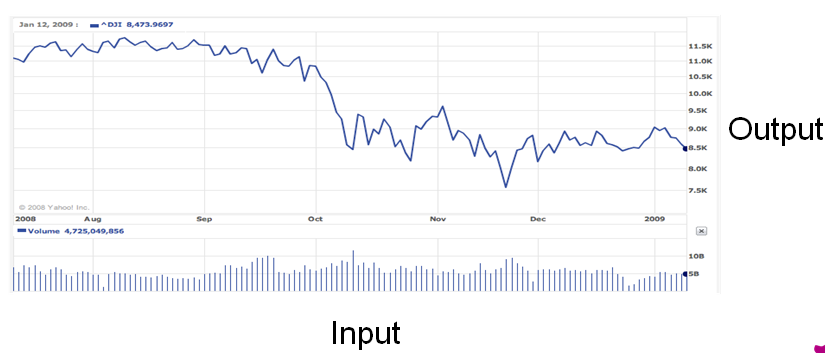 Jan 12, 2009 : ^DJI 8,473.9697
11.5K
11.0K
10.5K
10.0K
9.5K
9.0K
8.5K
8.0K
7.5K
Output
© 2008 Yahoo! Inc.
2008 Aug Sep Oct Nov Dec 2009
Volume 4,725,049,856
10B
5B
Input